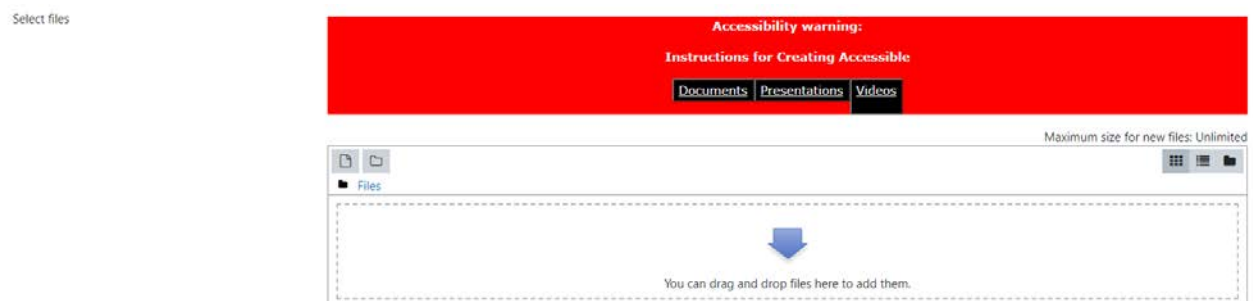 Select files
Accessibility warning:
Instructions for Creating Accessible
Documents Presentations Videos
Maximum size for new files: Unlimited
Files
You can drag and drop files here to add them.